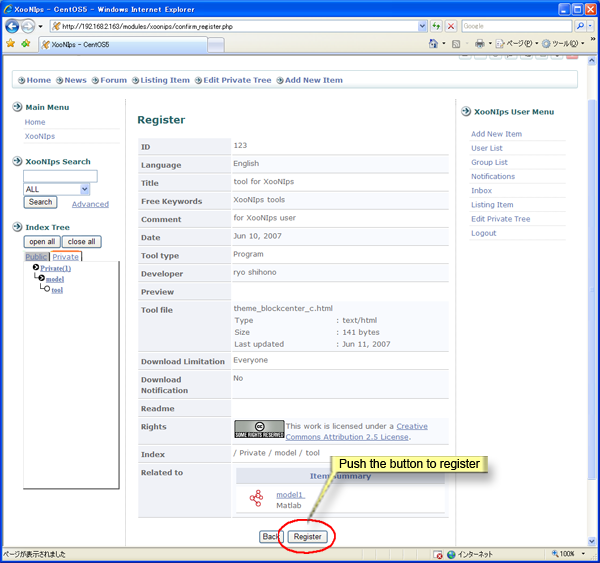 XooNIps - CentOS5 - Windows Internet Explorer
http://192.168.2.163/modules/xoonips/confirm_register.php
Google
XooNIps - CentOS5
ページ(P)
ツール(O)
Home
News
Forum
Listing Item
Edit Private Tree
Add New Item
Main Menu
Home
XooNIps
XooNIps Search
ALL
Search
Advanced
Index Tree
open all
close all
Public
Private
Private(1)
model
tool
Register
ID 123
Language English
Title tool for XooNIps
Free Keywords XooNIps tools
Comment for XooNIps user
Date Jun 10, 2007
Tool type Program
Developer ryo shihono
Preview
Tool file theme_blockcenter_c.html
Type : text/html
Size : 141 bytes
Last updated : Jun 11, 2007
Download Limitation Everyone
Download Notification No
Readme
Rights
CC
SOME RIGHTS RESERVED
This work is licensed under a Creative
Commons Attribution 2.5 License.
Index / Private / model / tool
Related to
Item Summary
model1
Matlab
Push the button to register
Back
Register
XooNIps User Menu
Add New Item
User List
Group List
Notifications
Inbox
Listing Item
Edit Private Tree
Logout
ページが表示されました
インターネット
100%